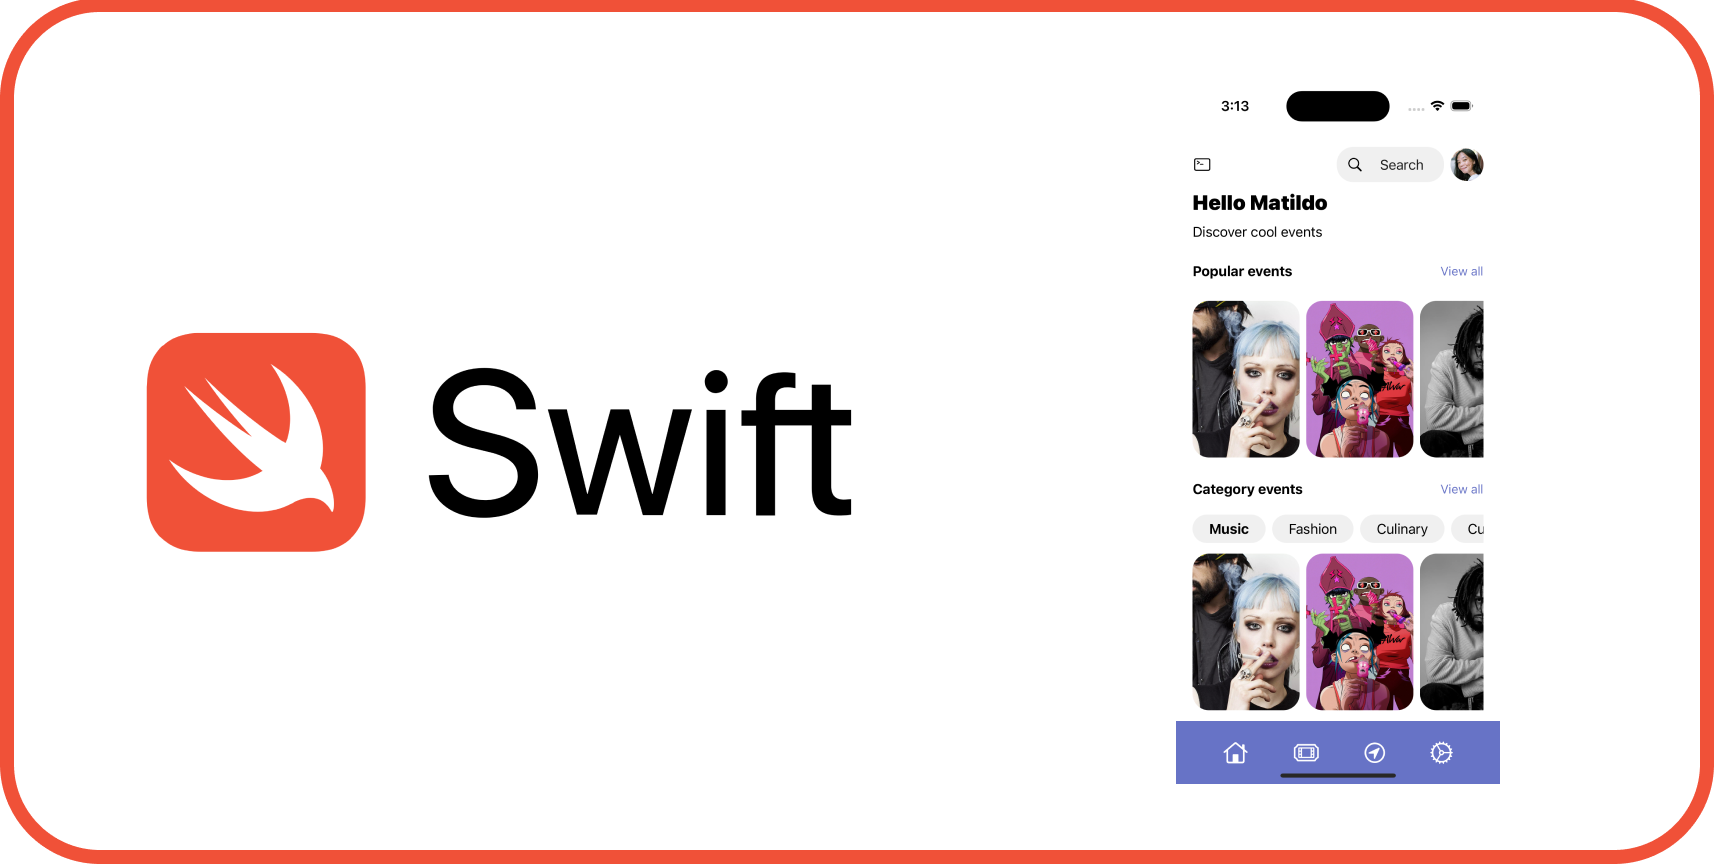 Swift
3:13
Search
Hello Matildo
Discover cool events
Popular events View all
Category events View all
Music Fashion Culinary Cu